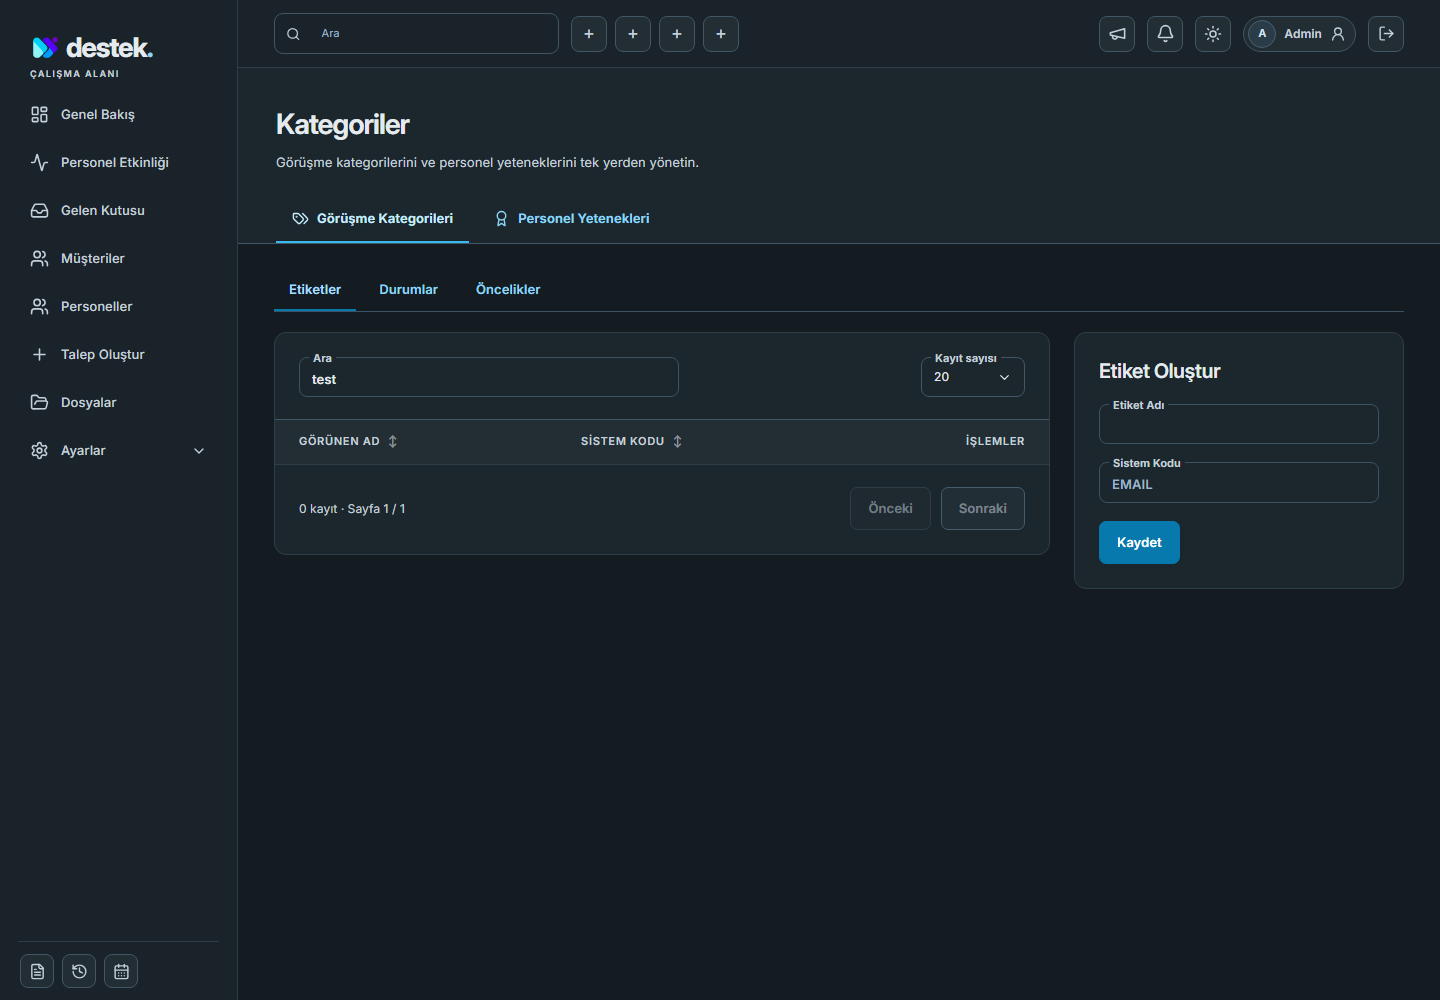 destek.
ÇALIŞMA ALANI
Genel Bakış
Personel Etkinliği
Gelen Kutusu
Müşteriler
Personeller
Talep Oluştur
Dosyalar
Ayarlar
Ara
A Admin
Kategoriler
Görüşme kategorilerini ve personel yeteneklerini tek yerden yönetin.
Görüşme Kategorileri Personel Yetenekleri
Etiketler Durumlar Öncelikler
Ara
test
Kayıt sayısı
20
GÖRÜNEN AD SİSTEM KODU İŞLEMLER
0 kayıt · Sayfa 1 / 1 Önceki Sonraki
Etiket Oluştur
Etiket Adı
Sistem Kodu
EMAIL
Kaydet